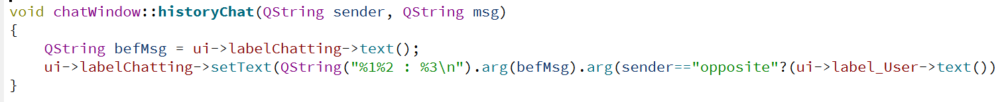 void chatWindow::historyChat(QString sender, QString msg)
{
    QString befMsg = ui->labelChatting->text();
    ui->labelChatting->setText(QString("%1%2 : %3\n").arg(befMsg).arg(sender=="opposite"?(ui->label_User->text())
}